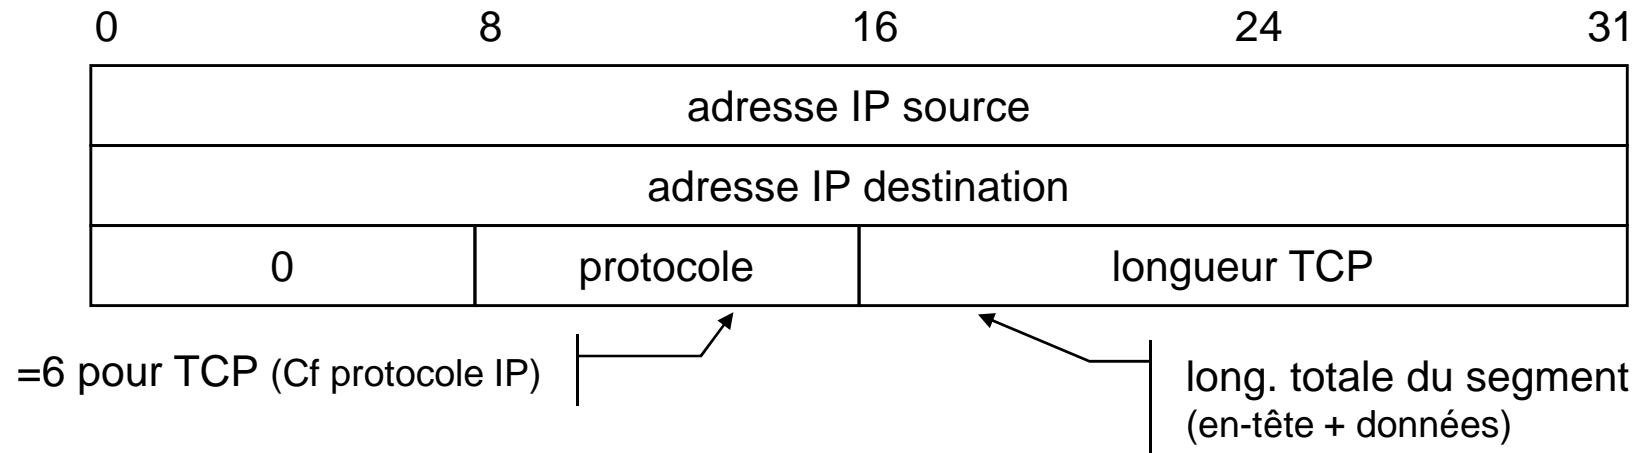 0 8 16 24 31
adresse IP source
adresse IP destination
0 protocole longueur TCP
=6 pour TCP (Cf protocole IP)
long. totale du segment
(en-tête + données)